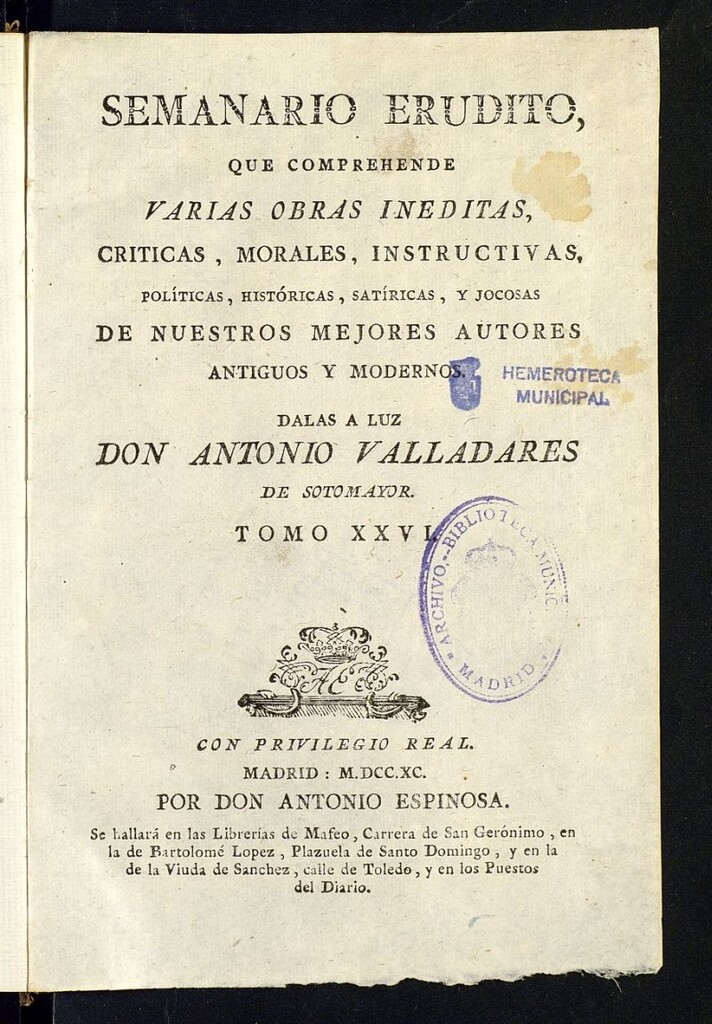 SEMANARIO ERUDITO,
QUE COMPREHENDE
VARIAS OBRAS INEDITAS,
CRITICAS , MORALES, INSTRUCTIVAS,
POLÍTICAS , HISTÓRICAS , SATÍRICAS , Y JOCOSAS
DE NUESTROS MEJORES AUTORES
ANTIGUOS Y MODERNOS.
HEMEROTECA
MUNICIPAL
DALAS A LUZ
DON ANTONIO VALLADARES
DE SOTOMAYOR.
TOMO XXVI.
ARCHIVO.-BIBLIOTECA MUNIC.
MADRID
CON PRIVILEGIO REAL.
MADRID : M.DCC.XC.
POR DON ANTONIO ESPINOSA.
Se hallará en las Librerías de Mafeo , Carrera de San Gerónimo , en
la de Bartolomé Lopez , Plazuela de Santo Domingo , y en la
de la Viuda de Sanchez , calle de Toledo , y en los Puestos
del Diario.